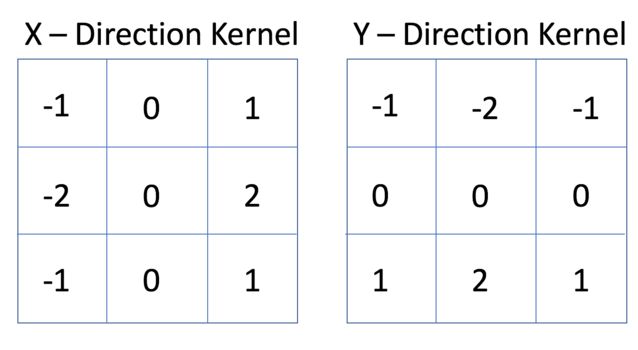 X – Direction Kernel
-1 0 1
-2 0 2
-1 0 1
Y – Direction Kernel
-1 -2 -1
0 0 0
1 2 1